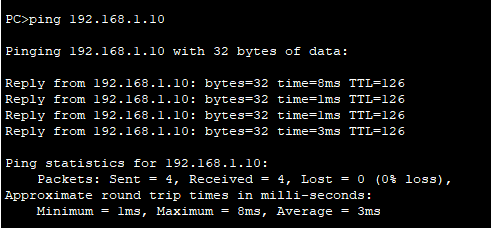 PC>ping 192.168.1.10
Pinging 192.168.1.10 with 32 bytes of data:
Reply from 192.168.1.10: bytes=32 time=8ms TTL=126
Reply from 192.168.1.10: bytes=32 time=1ms TTL=126
Reply from 192.168.1.10: bytes=32 time=1ms TTL=126
Reply from 192.168.1.10: bytes=32 time=3ms TTL=126
Ping statistics for 192.168.1.10:
Packets: Sent = 4, Received = 4, Lost = 0 (0% loss),
Approximate round trip times in milli-seconds:
Minimum = 1ms, Maximum = 8ms, Average = 3ms